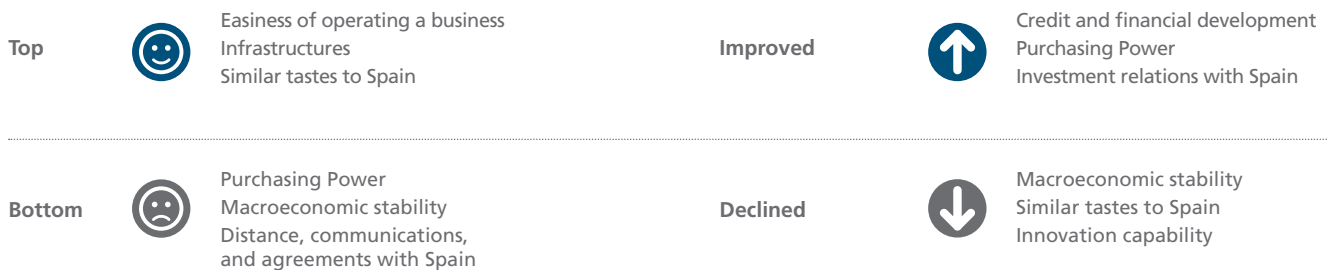 Top
Easiness of operating a business
Infrastructures
Similar tastes to Spain
Improved
Credit and financial development
Purchasing Power
Investment relations with Spain
Bottom
Purchasing Power
Macroeconomic stability
Distance, communications,
and agreements with Spain
Declined
Macroeconomic stability
Similar tastes to Spain
Innovation capability